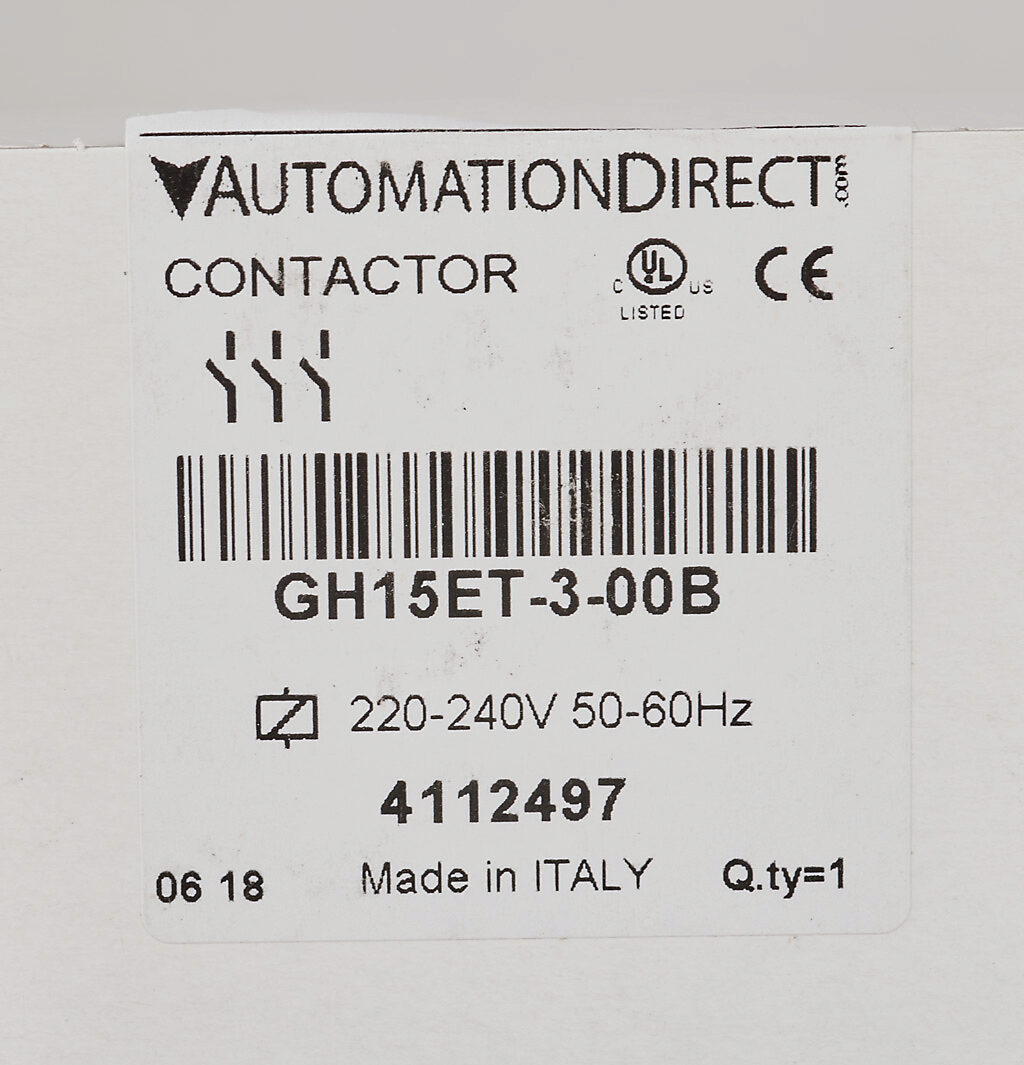 AUTOMATIONDIRECT.com
CONTACTOR
C UL US
LISTED
CE
GH15ET-3-00B
220-240V 50-60Hz
4112497
06 18 Made in ITALY Q.ty=1